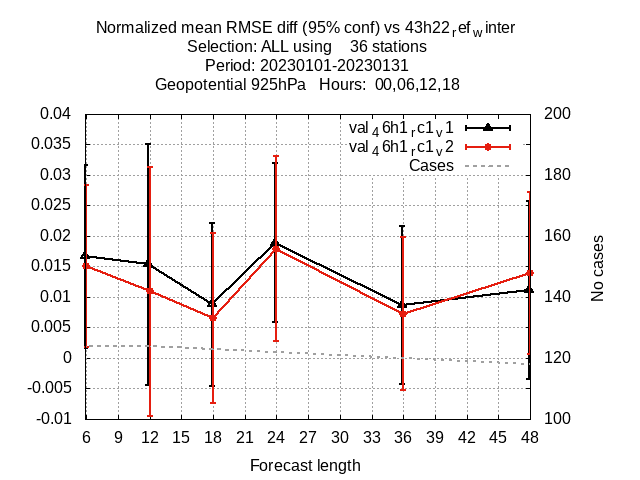 Normalized mean RMSE diff (95% conf) vs 43h22ᵣef_winter
Selection: ALL using    36 stations
Period: 20230101-20230131
Geopotential 925hPa   Hours:  00,06,12,18
0.04
0.035
0.03
0.025
0.02
0.015
0.01
0.005
0
-0.005
-0.01
val_46h1_rc1_v1
val_46h1_rc1_v2
Cases
200
180
160
140
120
100
No cases
6 9 12 15 18 21 24 27 30 33 36 39 42 45 48
Forecast length